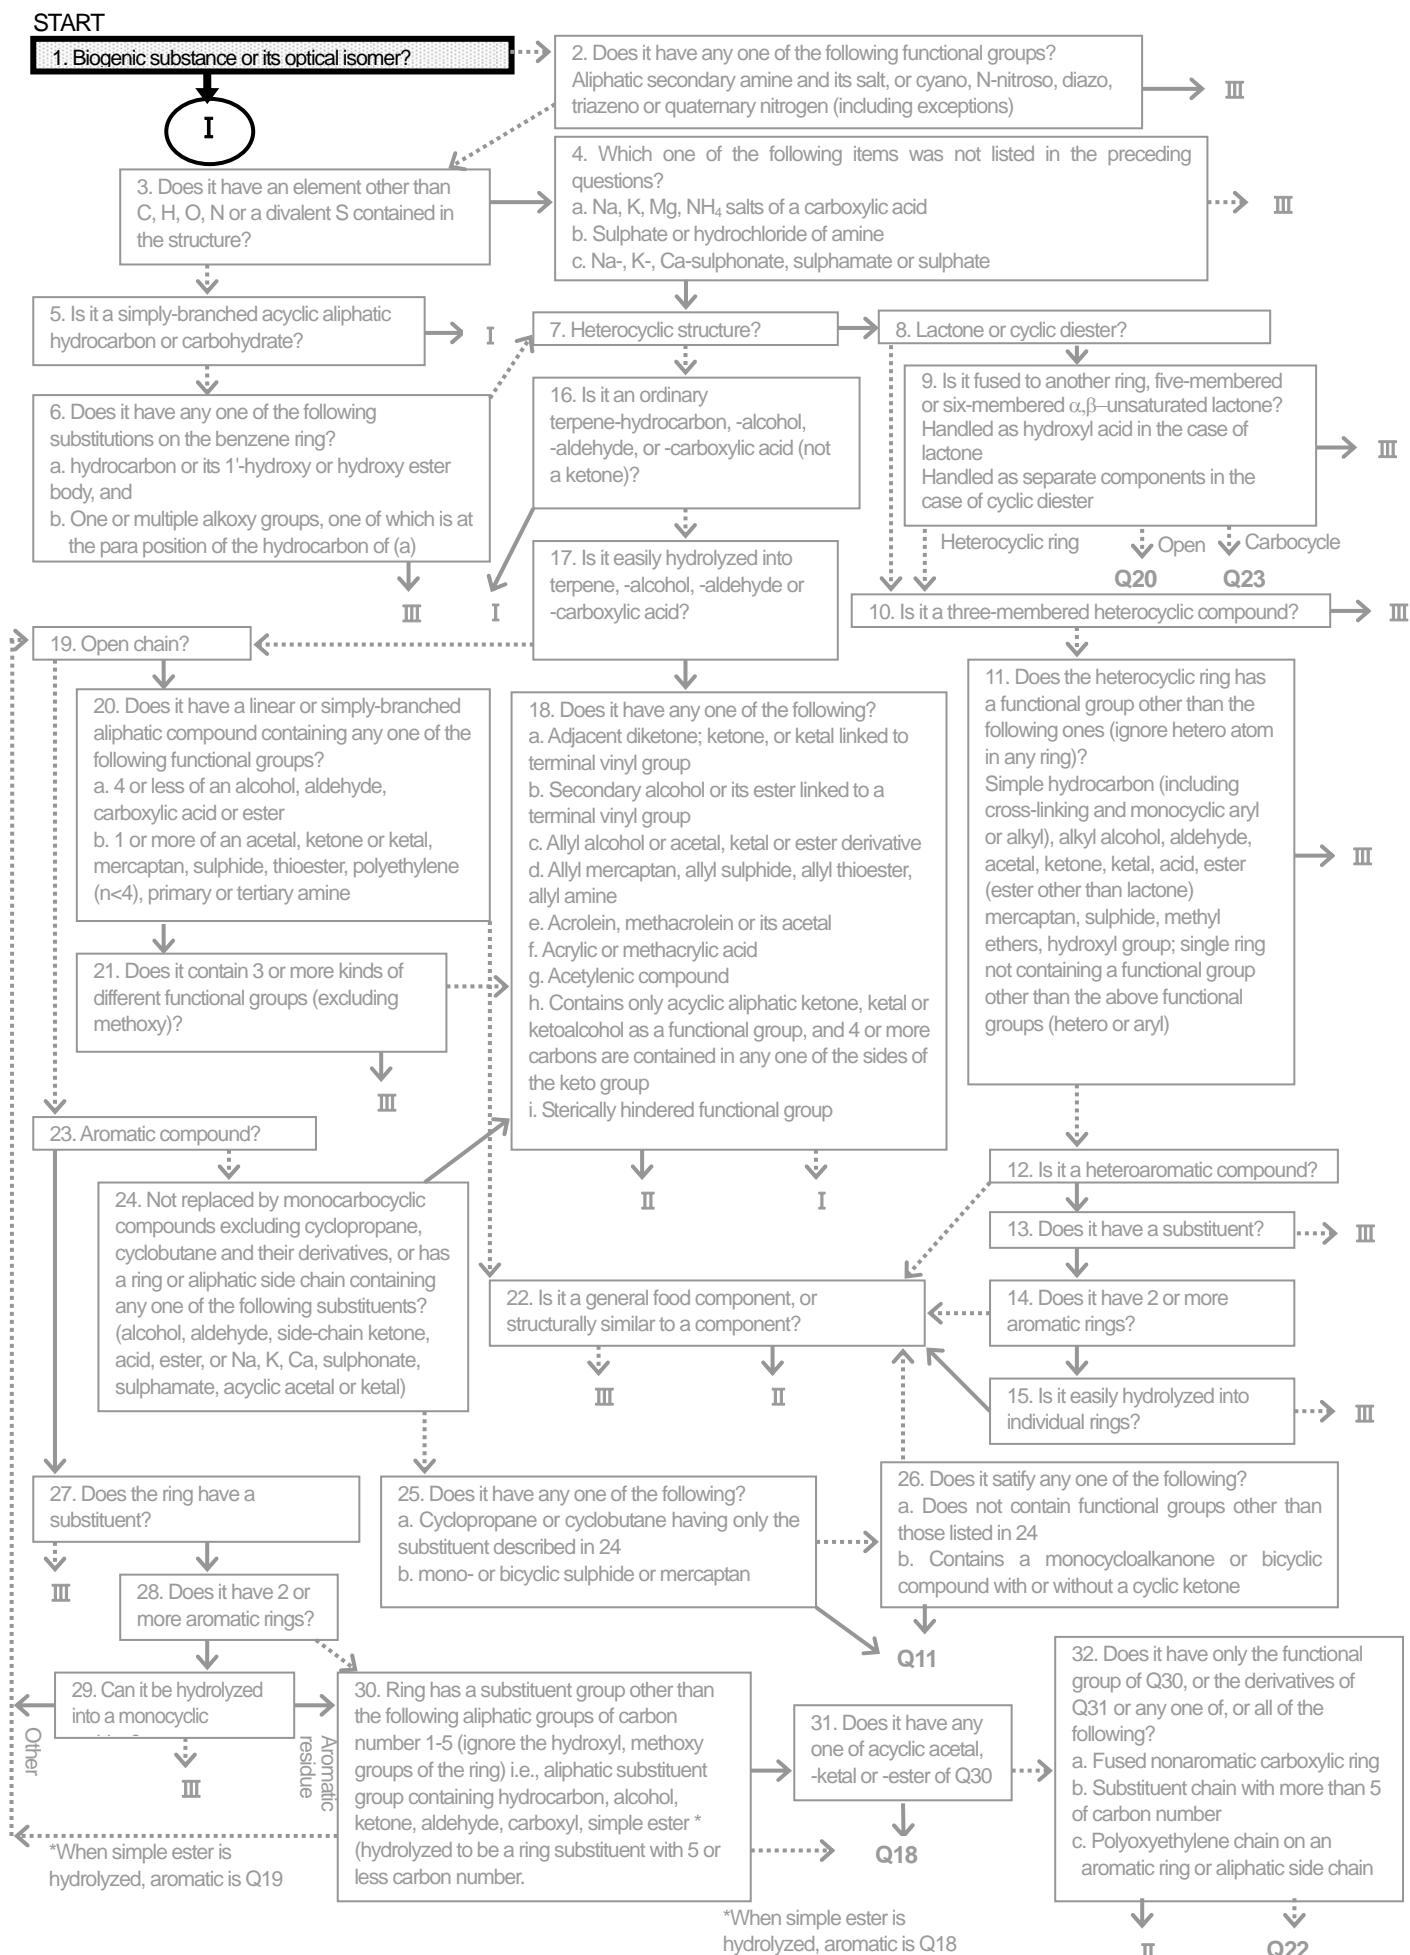 START
1. Biogenic substance or its optical isomer?
I
2. Does it have any one of the following functional groups?
Aliphatic secondary amine and its salt, or cyano, N-nitroso, diazo,
triazeno or quaternary nitrogen (including exceptions)
III
3. Does it have an element other than
C, H, O, N or a divalent S contained in
the structure?
4. Which one of the following items was not listed in the preceding
questions?
a. Na, K, Mg, NH₄ salts of a carboxylic acid
b. Sulphate or hydrochloride of amine
c. Na-, K-, Ca-sulphonate, sulphamate or sulphate
III
5. Is it a simply-branched acyclic aliphatic
hydrocarbon or carbohydrate?
I
7. Heterocyclic structure?
8. Lactone or cyclic diester?
6. Does it have any one of the following
substitutions on the benzene ring?
a. hydrocarbon or its 1'-hydroxy or hydroxy ester
body, and
b. One or multiple alkoxy groups, one of which is at
the para position of the hydrocarbon of (a)
III
16. Is it an ordinary
terpene-hydrocarbon, -alcohol,
-aldehyde, or -carboxylic acid (not
a ketone)?
I
9. Is it fused to another ring, five-membered
or six-membered α,β–unsaturated lactone?
Handled as hydroxyl acid in the case of
lactone
Handled as separate components in the
case of cyclic diester
III
Heterocyclic ring
Open
Carbocycle
Q20
Q23
17. Is it easily hydrolyzed into
terpene, -alcohol, -aldehyde or
-carboxylic acid?
10. Is it a three-membered heterocyclic compound?
III
19. Open chain?
20. Does it have a linear or simply-branched
aliphatic compound containing any one of the
following functional groups?
a. 4 or less of an alcohol, aldehyde,
carboxylic acid or ester
b. 1 or more of an acetal, ketone or ketal,
mercaptan, sulphide, thioester, polyethylene
(n<4), primary or tertiary amine
18. Does it have any one of the following?
a. Adjacent diketone; ketone, or ketal linked to
terminal vinyl group
b. Secondary alcohol or its ester linked to a
terminal vinyl group
c. Allyl alcohol or acetal, ketal or ester derivative
d. Allyl mercaptan, allyl sulphide, allyl thioester,
allyl amine
e. Acrolein, methacrolein or its acetal
f. Acrylic or methacrylic acid
g. Acetylenic compound
h. Contains only acyclic aliphatic ketone, ketal or
ketoalcohol as a functional group, and 4 or more
carbons are contained in any one of the sides of
the keto group
i. Sterically hindered functional group
II
I
11. Does the heterocyclic ring has
a functional group other than the
following ones (ignore hetero atom
in any ring)?
Simple hydrocarbon (including
cross-linking and monocyclic aryl
or alkyl), alkyl alcohol, aldehyde,
acetal, ketone, ketal, acid, ester
(ester other than lactone)
mercaptan, sulphide, methyl
ethers, hydroxyl group; single ring
not containing a functional group
other than the above functional
groups (hetero or aryl)
III
21. Does it contain 3 or more kinds of
different functional groups (excluding
methoxy)?
III
23. Aromatic compound?
24. Not replaced by monocarbocyclic
compounds excluding cyclopropane,
cyclobutane and their derivatives, or has
a ring or aliphatic side chain containing
any one of the following substituents?
(alcohol, aldehyde, side-chain ketone,
acid, ester, or Na, K, Ca, sulphonate,
sulphamate, acyclic acetal or ketal)
12. Is it a heteroaromatic compound?
13. Does it have a substituent?
III
22. Is it a general food component, or
structurally similar to a component?
III
II
14. Does it have 2 or more
aromatic rings?
15. Is it easily hydrolyzed into
individual rings?
III
27. Does the ring have a
substituent?
III
25. Does it have any one of the following?
a. Cyclopropane or cyclobutane having only the
substituent described in 24
b. mono- or bicyclic sulphide or mercaptan
26. Does it satify any one of the following?
a. Does not contain functional groups other than
those listed in 24
b. Contains a monocycloalkanone or bicyclic
compound with or without a cyclic ketone
Q11
28. Does it have 2 or
more aromatic rings?
29. Can it be hydrolyzed
into a monocyclic
III
Other
Aromatic
residue
*When simple ester is
hydrolyzed, aromatic is Q19
30. Ring has a substituent group other than
the following aliphatic groups of carbon
number 1-5 (ignore the hydroxyl, methoxy
groups of the ring) i.e., aliphatic substituent
group containing hydrocarbon, alcohol,
ketone, aldehyde, carboxyl, simple ester *
(hydrolyzed to be a ring substituent with 5 or
less carbon number.
31. Does it have any
one of acyclic acetal,
-ketal or -ester of Q30
Q18
*When simple ester is
hydrolyzed, aromatic is Q18
32. Does it have only the functional
group of Q30, or the derivatives of
Q31 or any one of, or all of the
following?
a. Fused nonaromatic carboxylic ring
b. Substituent chain with more than 5
of carbon number
c. Polyoxyethylene chain on an
aromatic ring or aliphatic side chain
II
Q22